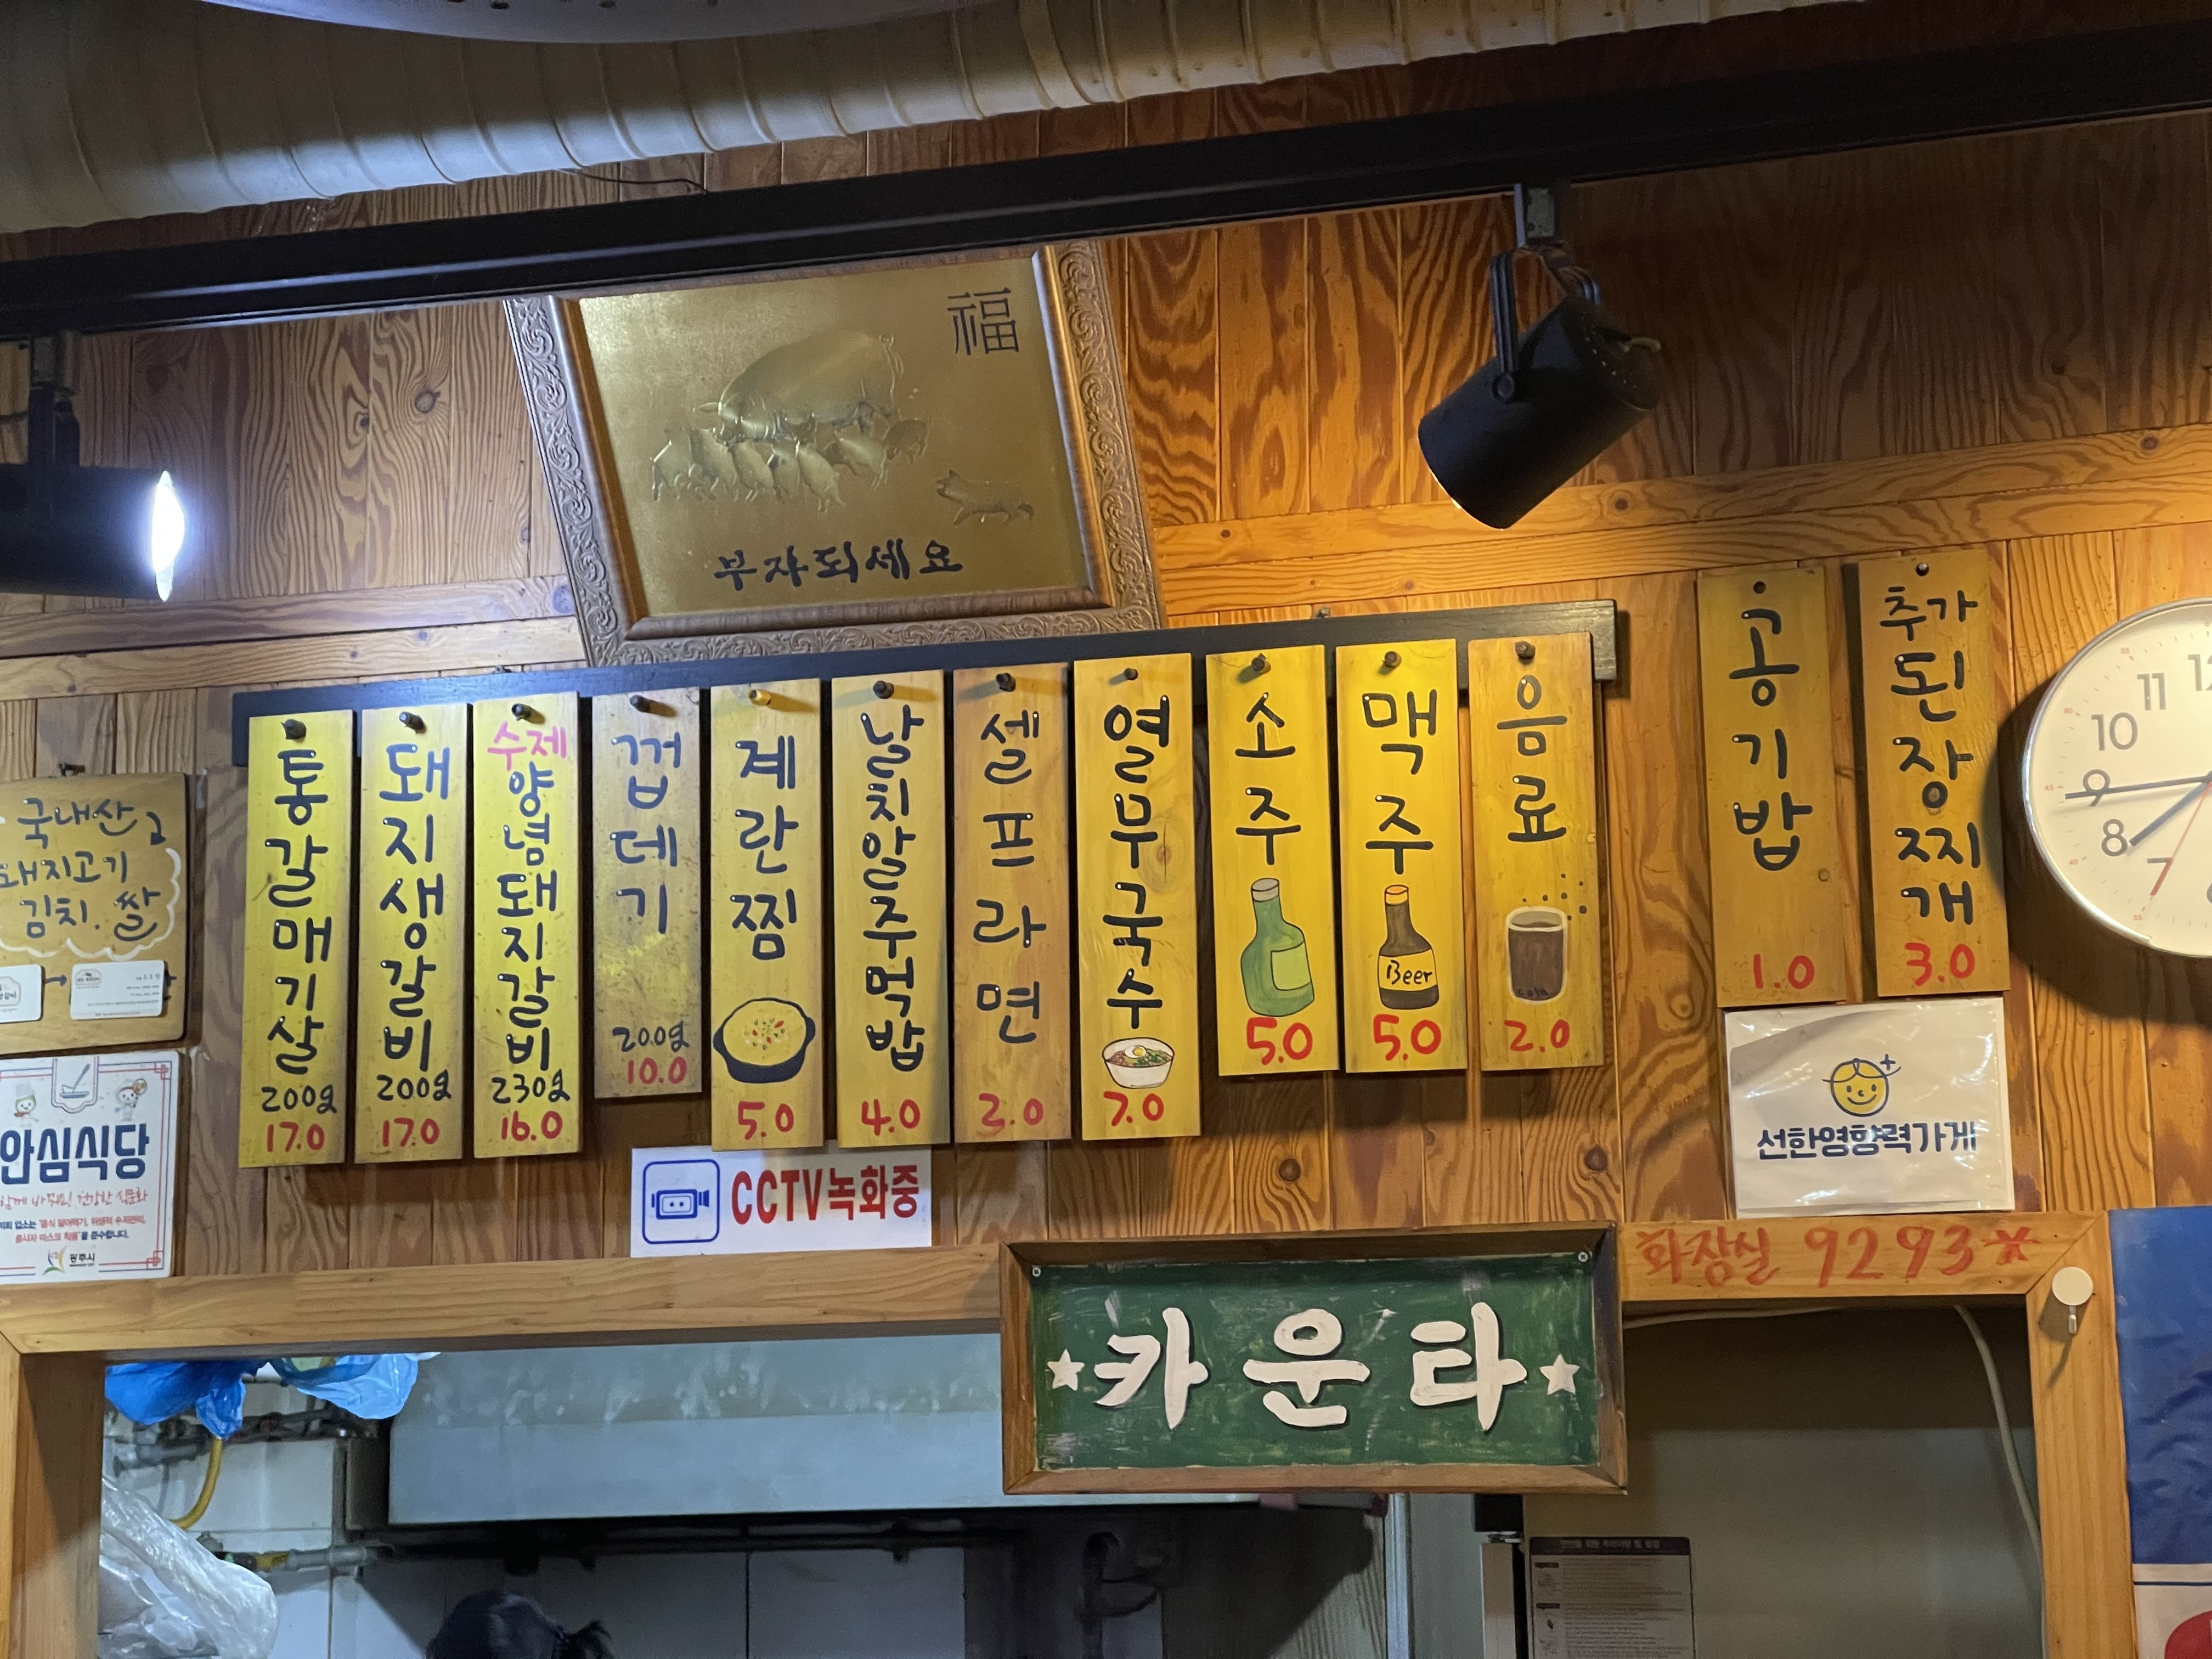 福
부자되세요
통갈매기살
200g
17.0
돼지생갈비
200g
17.0
수제
양념돼지갈비
230g
16.0
껍데기
200g
10.0
계란찜
5.0
날치알주먹밥
4.0
셀프라면
2.0
열무국수
7.0
소주
5.0
맥주
Beer
5.0
음료
cola
2.0
공기밥
1.0
추가
된장찌개
3.0
11
10
9
8
7
국내산
돼지고기
김치. 쌀
안심식당
광주시
CCTV녹화중
선한영향력가게
화장실 9293*
★카운타★